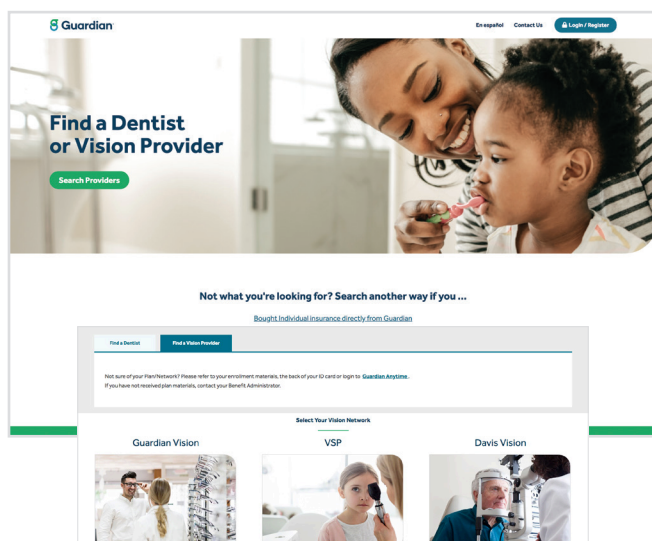 Guardian
En español Contact Us Login / Register
Find a Dentist
or Vision Provider
Search Providers
Not what you're looking for? Search another way if you ...
Bought Individual insurance directly from Guardian
Find a Dentist Find a Vision Provider
Not sure of your Plan/Network? Please refer to your enrollment materials, the back of your ID card or login to Guardian Anytime.
If you have not received plan materials, contact your Benefit Administrator.
Select Your Vision Network
Guardian Vision VSP Davis Vision